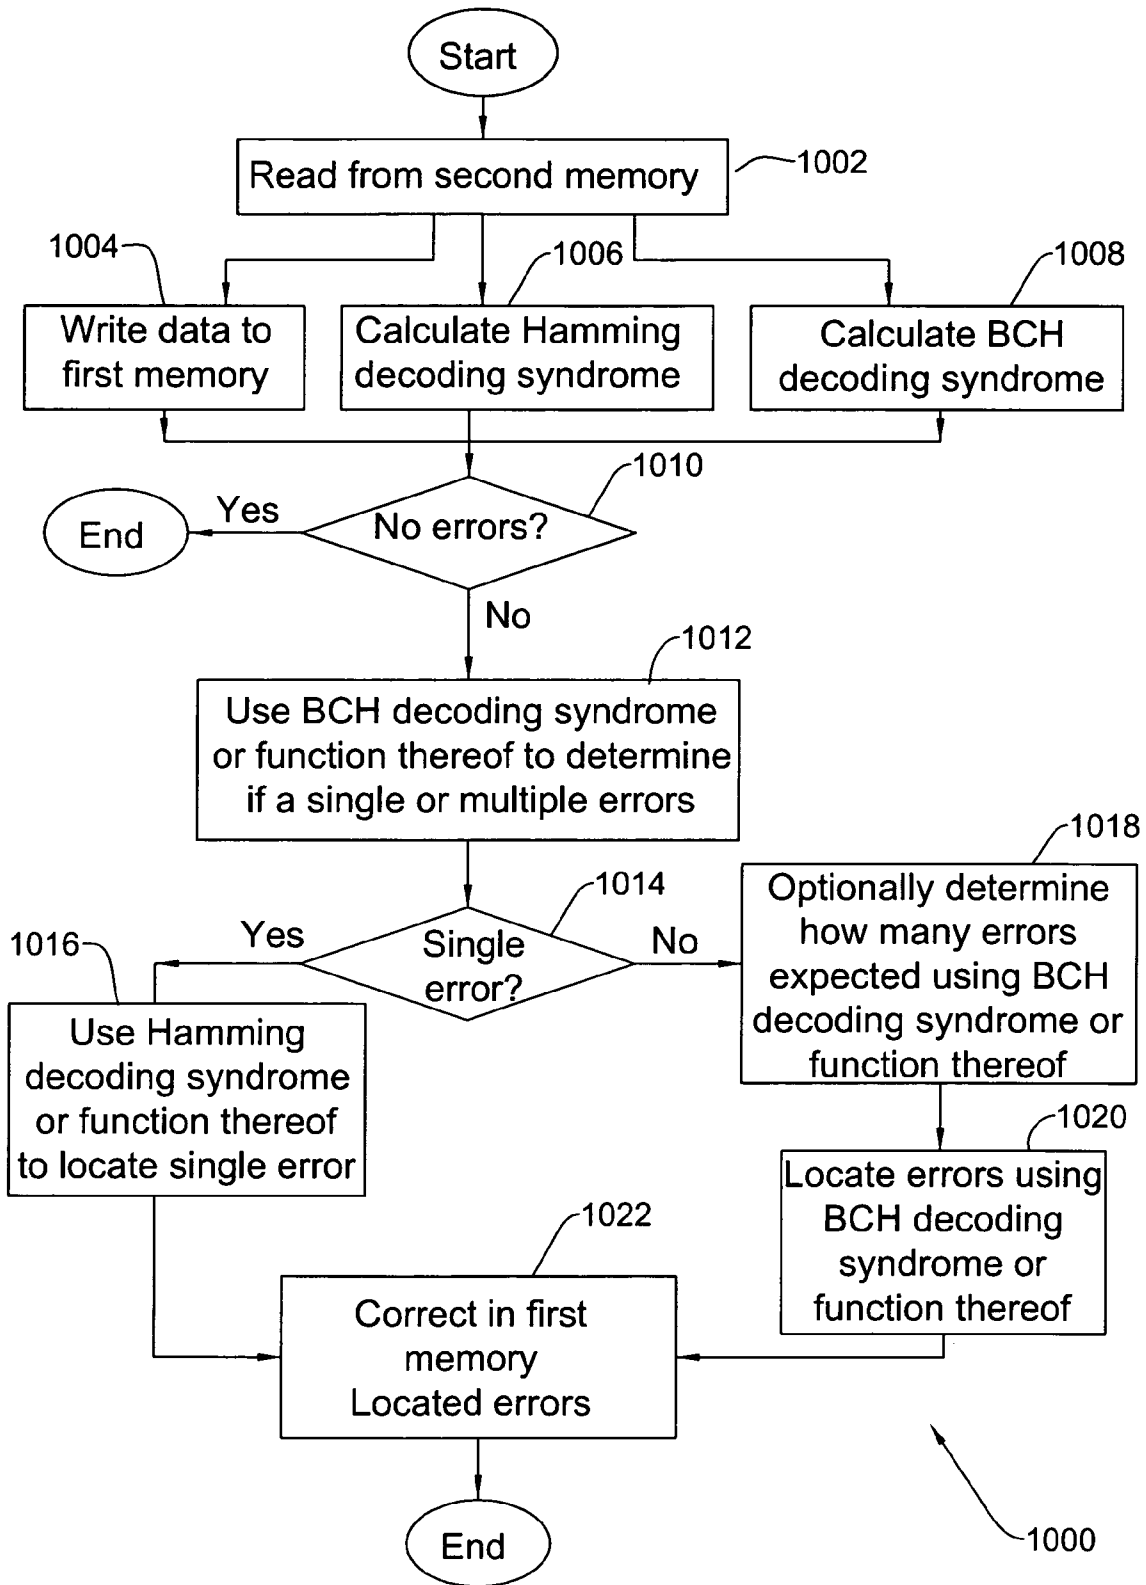 Start
Read from second memory
1002
1004
1006
1008
Write data to
first memory
Calculate Hamming
decoding syndrome
Calculate BCH
decoding syndrome
1010
No errors?
Yes
End
No
1012
Use BCH decoding syndrome
or function thereof to determine
if a single or multiple errors
1014
Single
error?
Yes
No
1016
Use Hamming
decoding syndrome
or function thereof
to locate single error
1018
Optionally determine
how many errors
expected using BCH
decoding syndrome or
function thereof
1020
Locate errors using
BCH decoding
syndrome or
function thereof
1022
Correct in first
memory
Located errors
End
1000